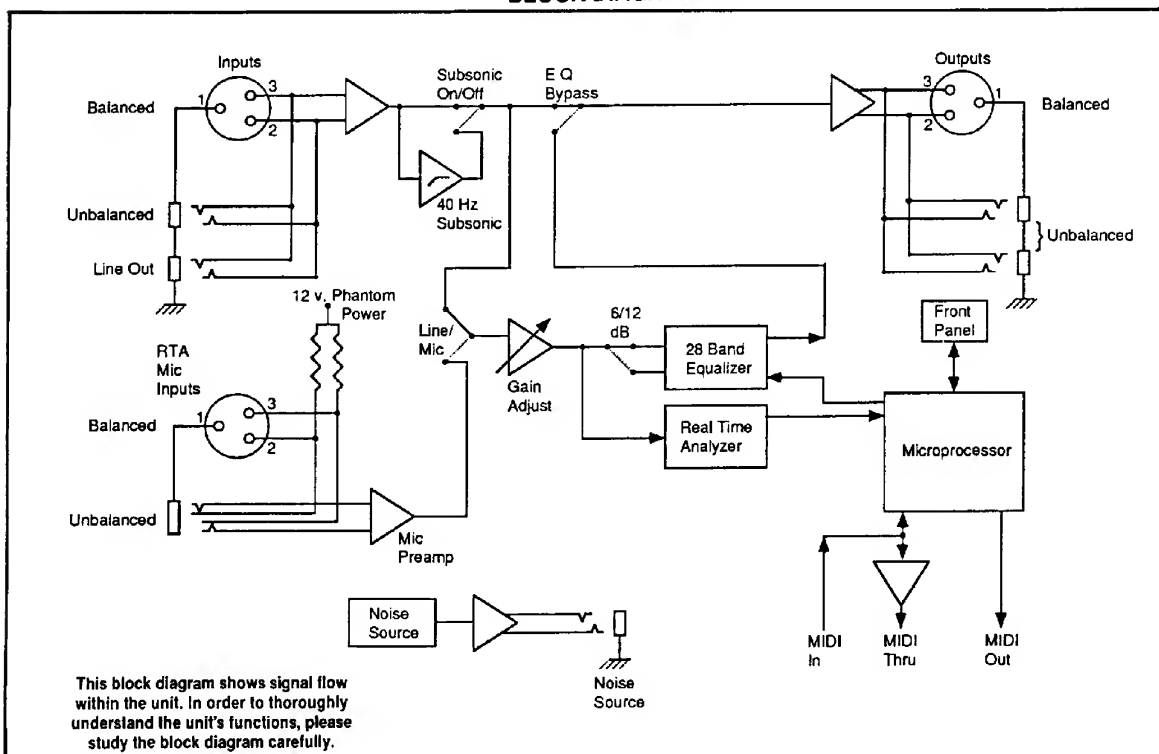 Inputs
Balanced
1
3
2
Unbalanced
Line Out
Subsonic
On/Off
40 Hz
Subsonic
E Q
Bypass
Outputs
3
2
1
Balanced
Unbalanced
12 v. Phantom
Power
RTA
Mic
Inputs
Balanced
1
3
2
Unbalanced
Mic
Preamp
Line/
Mic
Gain
Adjust
6/12
dB
28 Band
Equalizer
Real Time
Analyzer
Front
Panel
Microprocessor
MIDI
In
MIDI
Thru
MIDI
Out
Noise
Source
Noise
Source
This block diagram shows signal flow
within the unit. In order to thoroughly
understand the unit's functions, please
study the block diagram carefully.